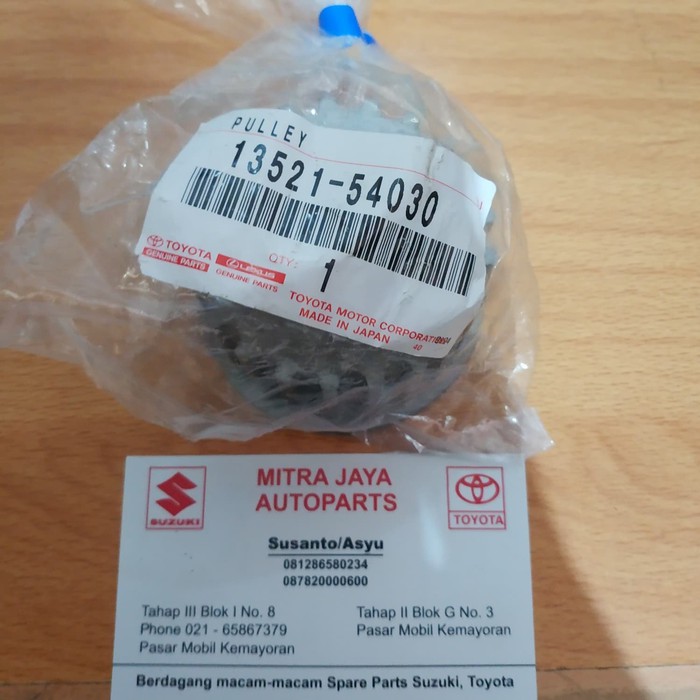 PULLEY
13521-54030
TOYOTA
GENUINE PARTS
LEXUS
GENUINE PARTS
QTY:
1
TOYOTA MOTOR CORPORATION
MADE IN JAPAN
40
MITRA JAYA
AUTOPARTS
SUZUKI
TOYOTA
Susanto/Asyu
081286580234
087820000600
Tahap III Blok I No. 8
Phone 021 - 65867379
Pasar Mobil Kemayoran
Tahap II Blok G No. 3
Pasar Mobil Kemayoran
Berdagang macam-macam Spare Parts Suzuki, Toyota